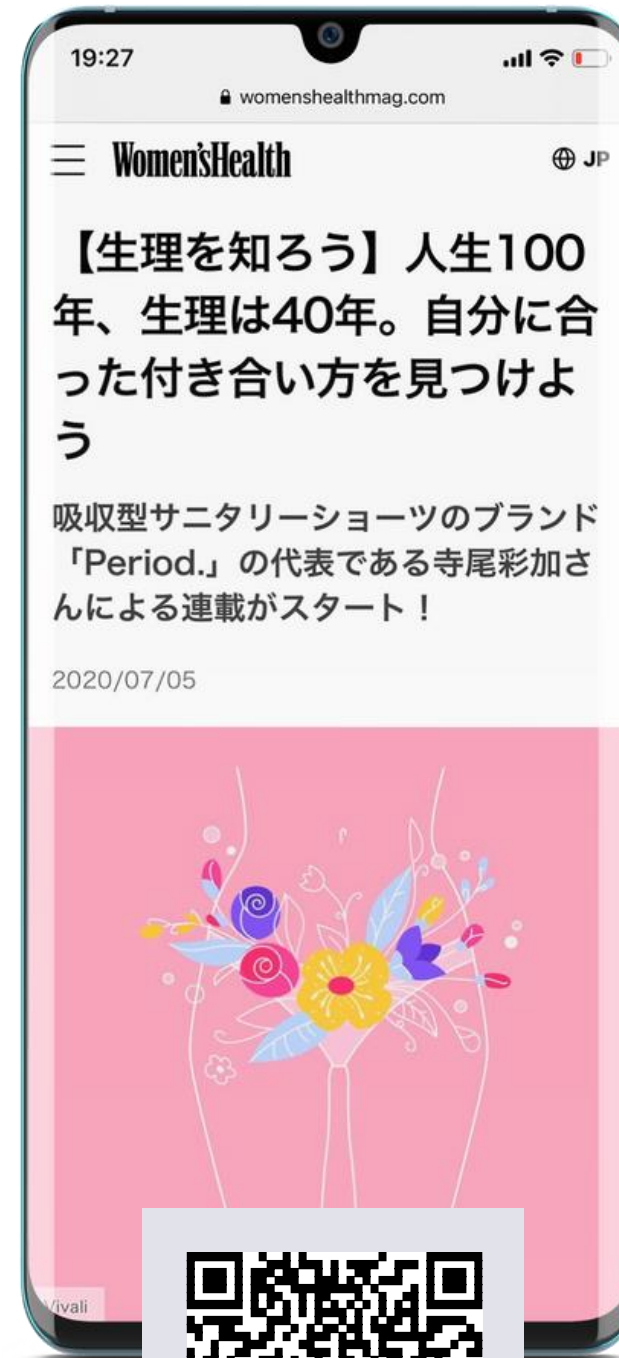 19:27
womenshealthmag.com
Women'sHealth
JP
【生理を知ろう】人生100
年、生理は40年。自分に合
った付き合い方を見つけよ
う
吸収型サニタリーショーツのブランド
「Period.」の代表である寺尾彩加さ
んによる連載がスタート！
2020/07/05
Vivali